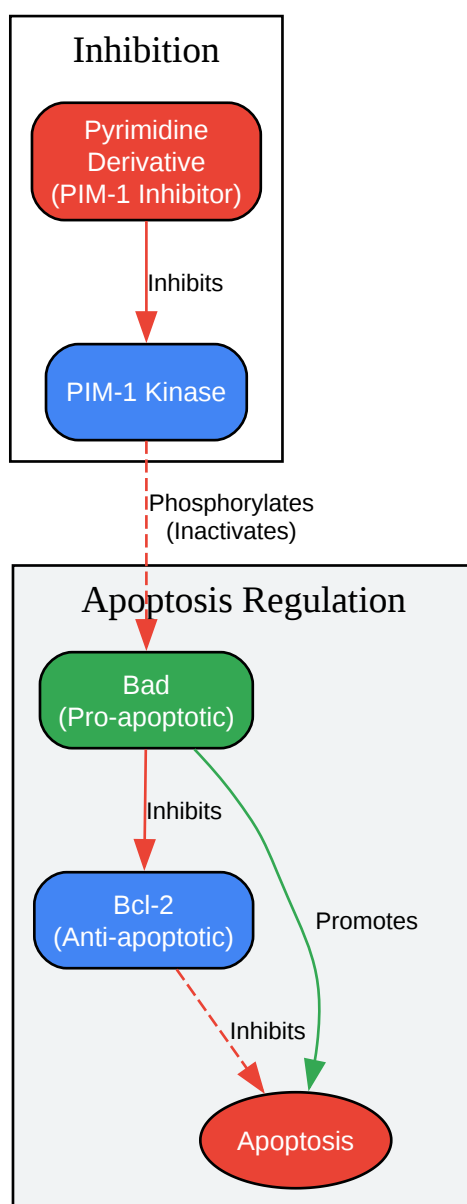 Inhibition
Pyrimidine
Derivative
(PIM-1 Inhibitor)
Inhibits
PIM-1 Kinase
Phosphorylates
(Inactivates)
Apoptosis Regulation
Bad
(Pro-apoptotic)
Inhibits
Bcl-2
(Anti-apoptotic)
Promotes
Inhibits
Apoptosis